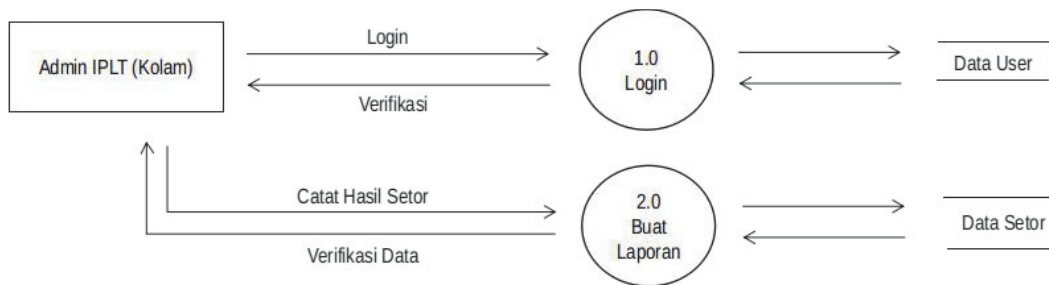 Login
1.0
Login
Admin IPLT (Kolam)
Data User
Verifikasi
2.0
Buat
Laporan
Catat Hasil Setor
Data Setor
Verifikasi Data